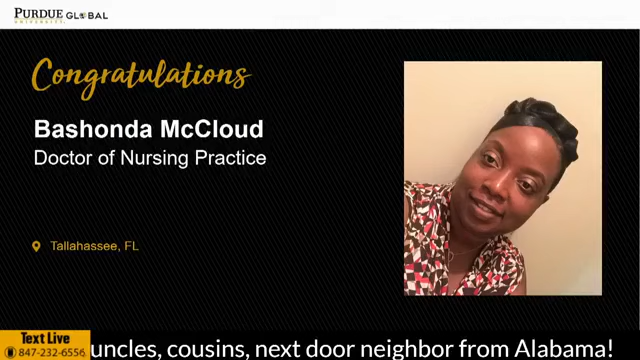 PURDUE GLOBAL
UNIVERSITY
Congratulations
Bashonda McCloud
Doctor of Nursing Practice
Tallahassee, FL
Text Live
847-232-6556
uncles, cousins, next door neighbor from Alabama!